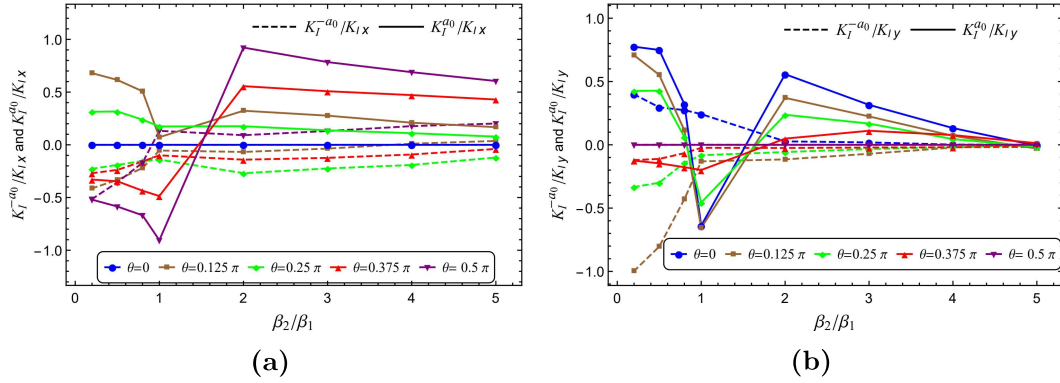 K_I^{-a_0}/K_{Ix} K_I^{a_0}/K_{Ix}
K_I^{-a_0}/K_{Ix} and K_I^{a_0}/K_{Ix}
1.0
0.5
0.0
-0.5
-1.0
θ=0 θ=0.125 π θ=0.25 π θ=0.375 π θ= 0.5 π
0 1 2 3 4 5
β₂/β₁
(a)
K_I^{-a_0}/K_{Iy} K_I^{a_0}/K_{Iy}
K_I^{-a_0}/K_{Iy} and K_I^{a_0}/K_{Iy}
1.0
0.5
0.0
-0.5
-1.0
θ=0 θ=0.125 π θ=0.25 π θ=0.375 π θ= 0.5 π
0 1 2 3 4 5
β₂/β₁
(b)